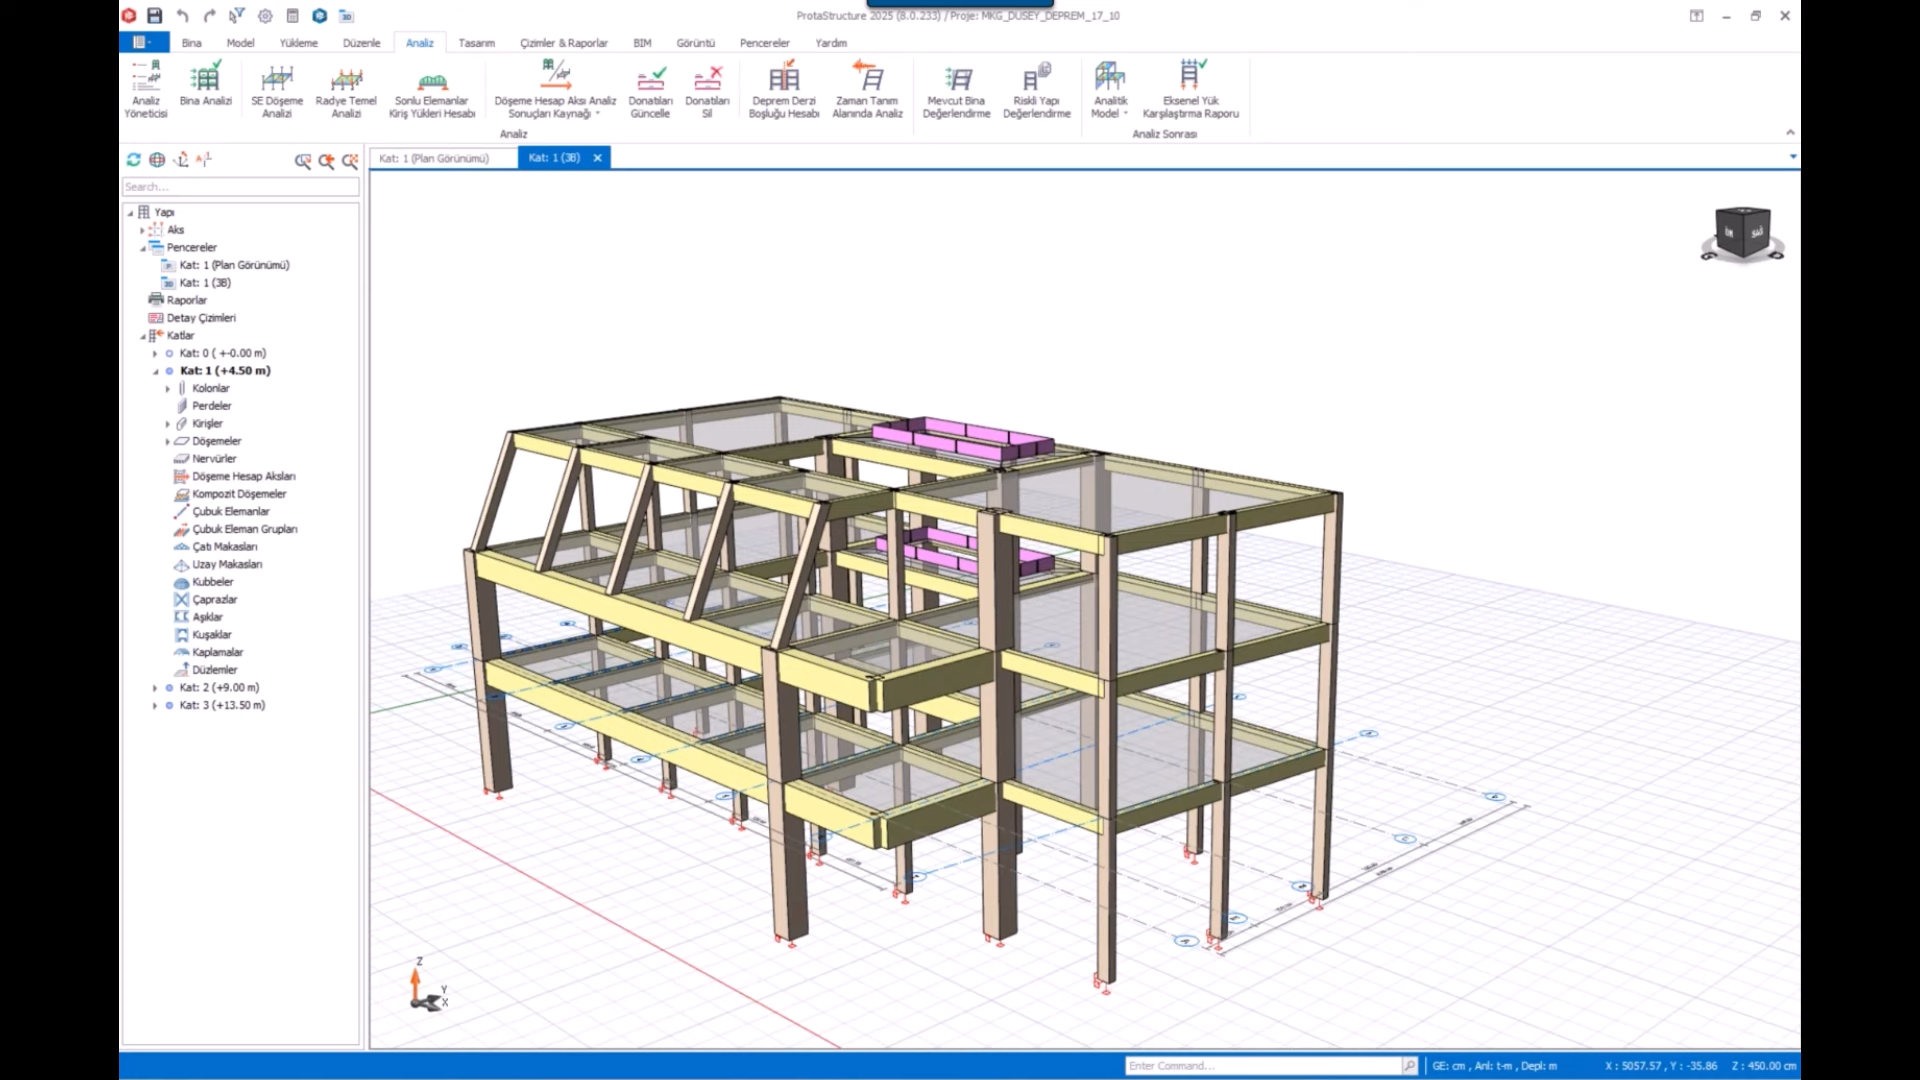 ProtaStructure 2025 (8.0.233) / Proje: MKG_DUSEY_DEPREM_17_10
Bina Model Yükleme Düzenle Analiz Tasarım Çizimler & Raporlar BIM Görüntü Pencereler Yardım
Analiz Yöneticisi
Bina Analizi
SE Döşeme Analizi
Radye Temel Analizi
Sonlu Elemanlar Kiriş Yükleri Hesabı
Döşeme Hesap Aksı Analiz Sonuçları Kaynağı
Donatıları Güncelle
Donatıları Sil
Deprem Derzi Boşluğu Hesabı
Zaman Tanım Alanında Analiz
Mevcut Bina Değerlendirme
Riskli Yapı Değerlendirme
Analitik Model
Eksenel Yük Karşılaştırma Raporu
Analiz
Analiz Sonrası
Kat: 1 (Plan Görünümü)
Kat: 1 (3B)
Search...
Yapı
Aks
Pencereler
Kat: 1 (Plan Görünümü)
Kat: 1 (3B)
Raporlar
Detay Çizimleri
Katlar
Kat: 0 ( +-0.00 m)
Kat: 1 (+4.50 m)
Kolonlar
Perdeler
Kirişler
Döşemeler
Nervürler
Döşeme Hesap Aksları
Kompozit Döşemeler
Çubuk Elemanlar
Çubuk Eleman Grupları
Çatı Makasları
Uzay Makasları
Kubbeler
Çaprazlar
Aşıklar
Kuşaklar
Kaplamalar
Düzlemler
Kat: 2 (+9.00 m)
Kat: 3 (+13.50 m)
ÖN SAĞ
Z
Y
X
A
Enter Command...
GE: cm , Anl: t-m , Depl: m
X : 5057.57 , Y : -35.86 Z : 450.00 cm